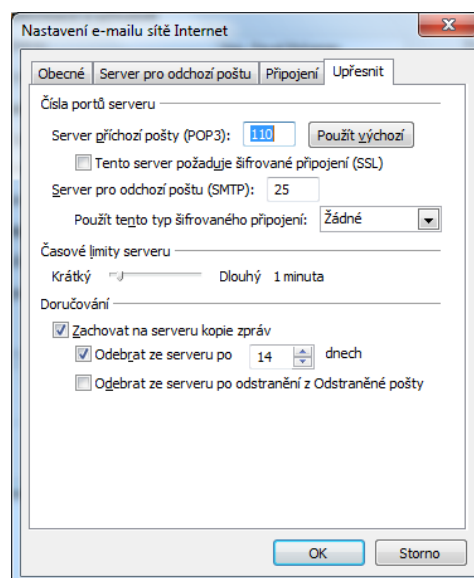 Nastavení e-mailu sítě Internet
Obecné Server pro odchozí poštu Připojení Upřesnit
Čísla portů serveru
Server příchozí pošty (POP3): 110 Použít výchozí
Tento server požaduje šifrované připojení (SSL)
Server pro odchozí poštu (SMTP): 25
Použít tento typ šifrovaného připojení: Žádné
Časové limity serveru
Krátký Dlouhý 1 minuta
Doručování
Zachovat na serveru kopie zpráv
Odebrat ze serveru po 14 dnech
Odebrat ze serveru po odstranění z Odstraněné pošty
OK Storno